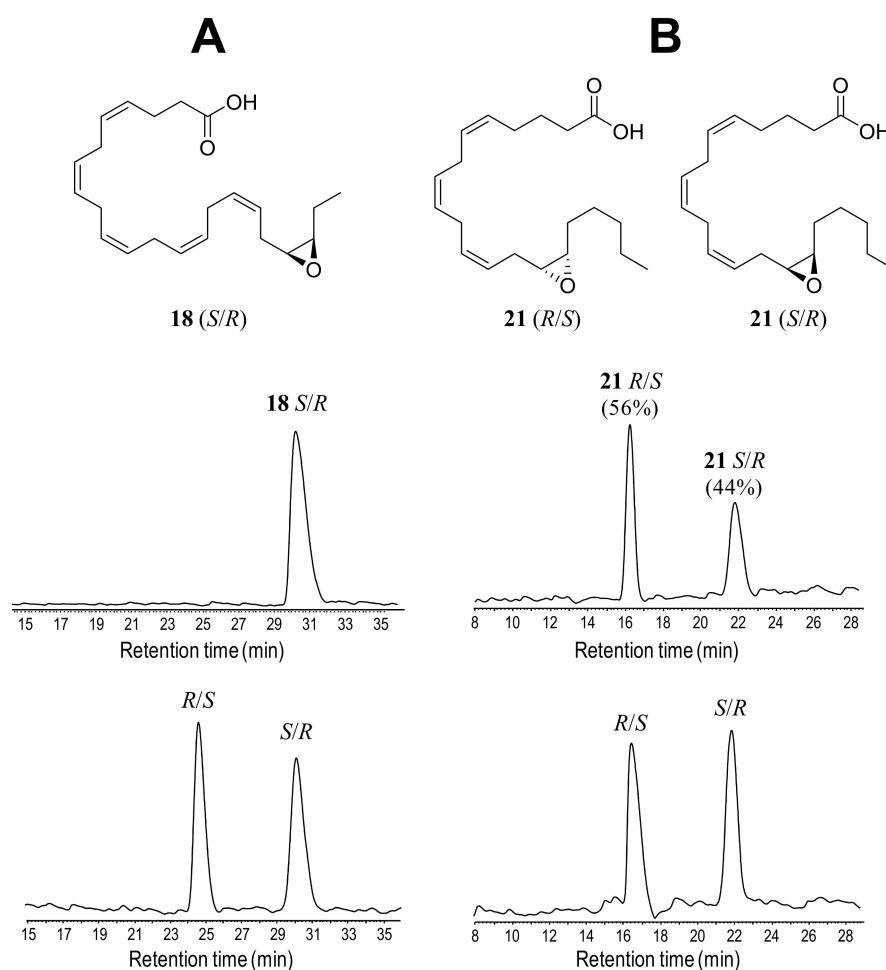 A
B
OH
O
O
O
OH
O
O
OH
O
18 (S/R)
21 (R/S)
21 (S/R)
18 S/R
21 R/S
(56%)
21 S/R
(44%)
15 17 19 21 23 25 27 29 31 33 35
Retention time (min)
8 10 12 14 16 18 20 22 24 26 28
Retention time (min)
R/S
S/R
R/S
S/R
15 17 19 21 23 25 27 29 31 33 35
Retention time (min)
8 10 12 14 16 18 20 22 24 26 28
Retention time (min)